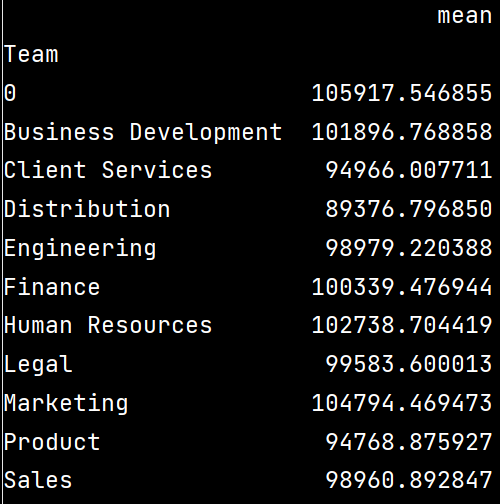 mean
Team
0 105917.546855
Business Development 101896.768858
Client Services 94966.007711
Distribution 89376.796850
Engineering 98979.220388
Finance 100339.476944
Human Resources 102738.704419
Legal 99583.600013
Marketing 104794.469473
Product 94768.875927
Sales 98960.892847